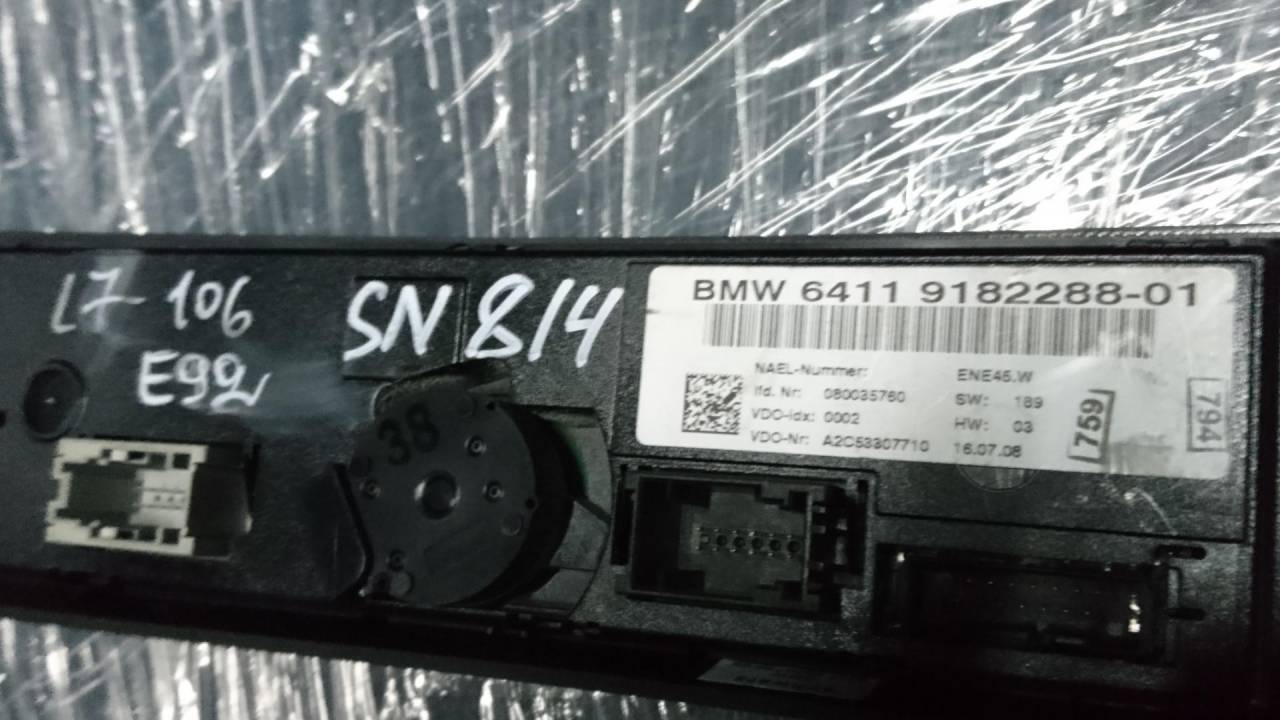 L7-106
E92
SN 814
38
BMW 6411 9182288-01
NAEL-Nummer: ENE45.W
lfd. Nr: 080035760 SW: 189
VDO-Idx: 0002 HW: 03
VDO-Nr: A2C53307710 16.07.08
759
794